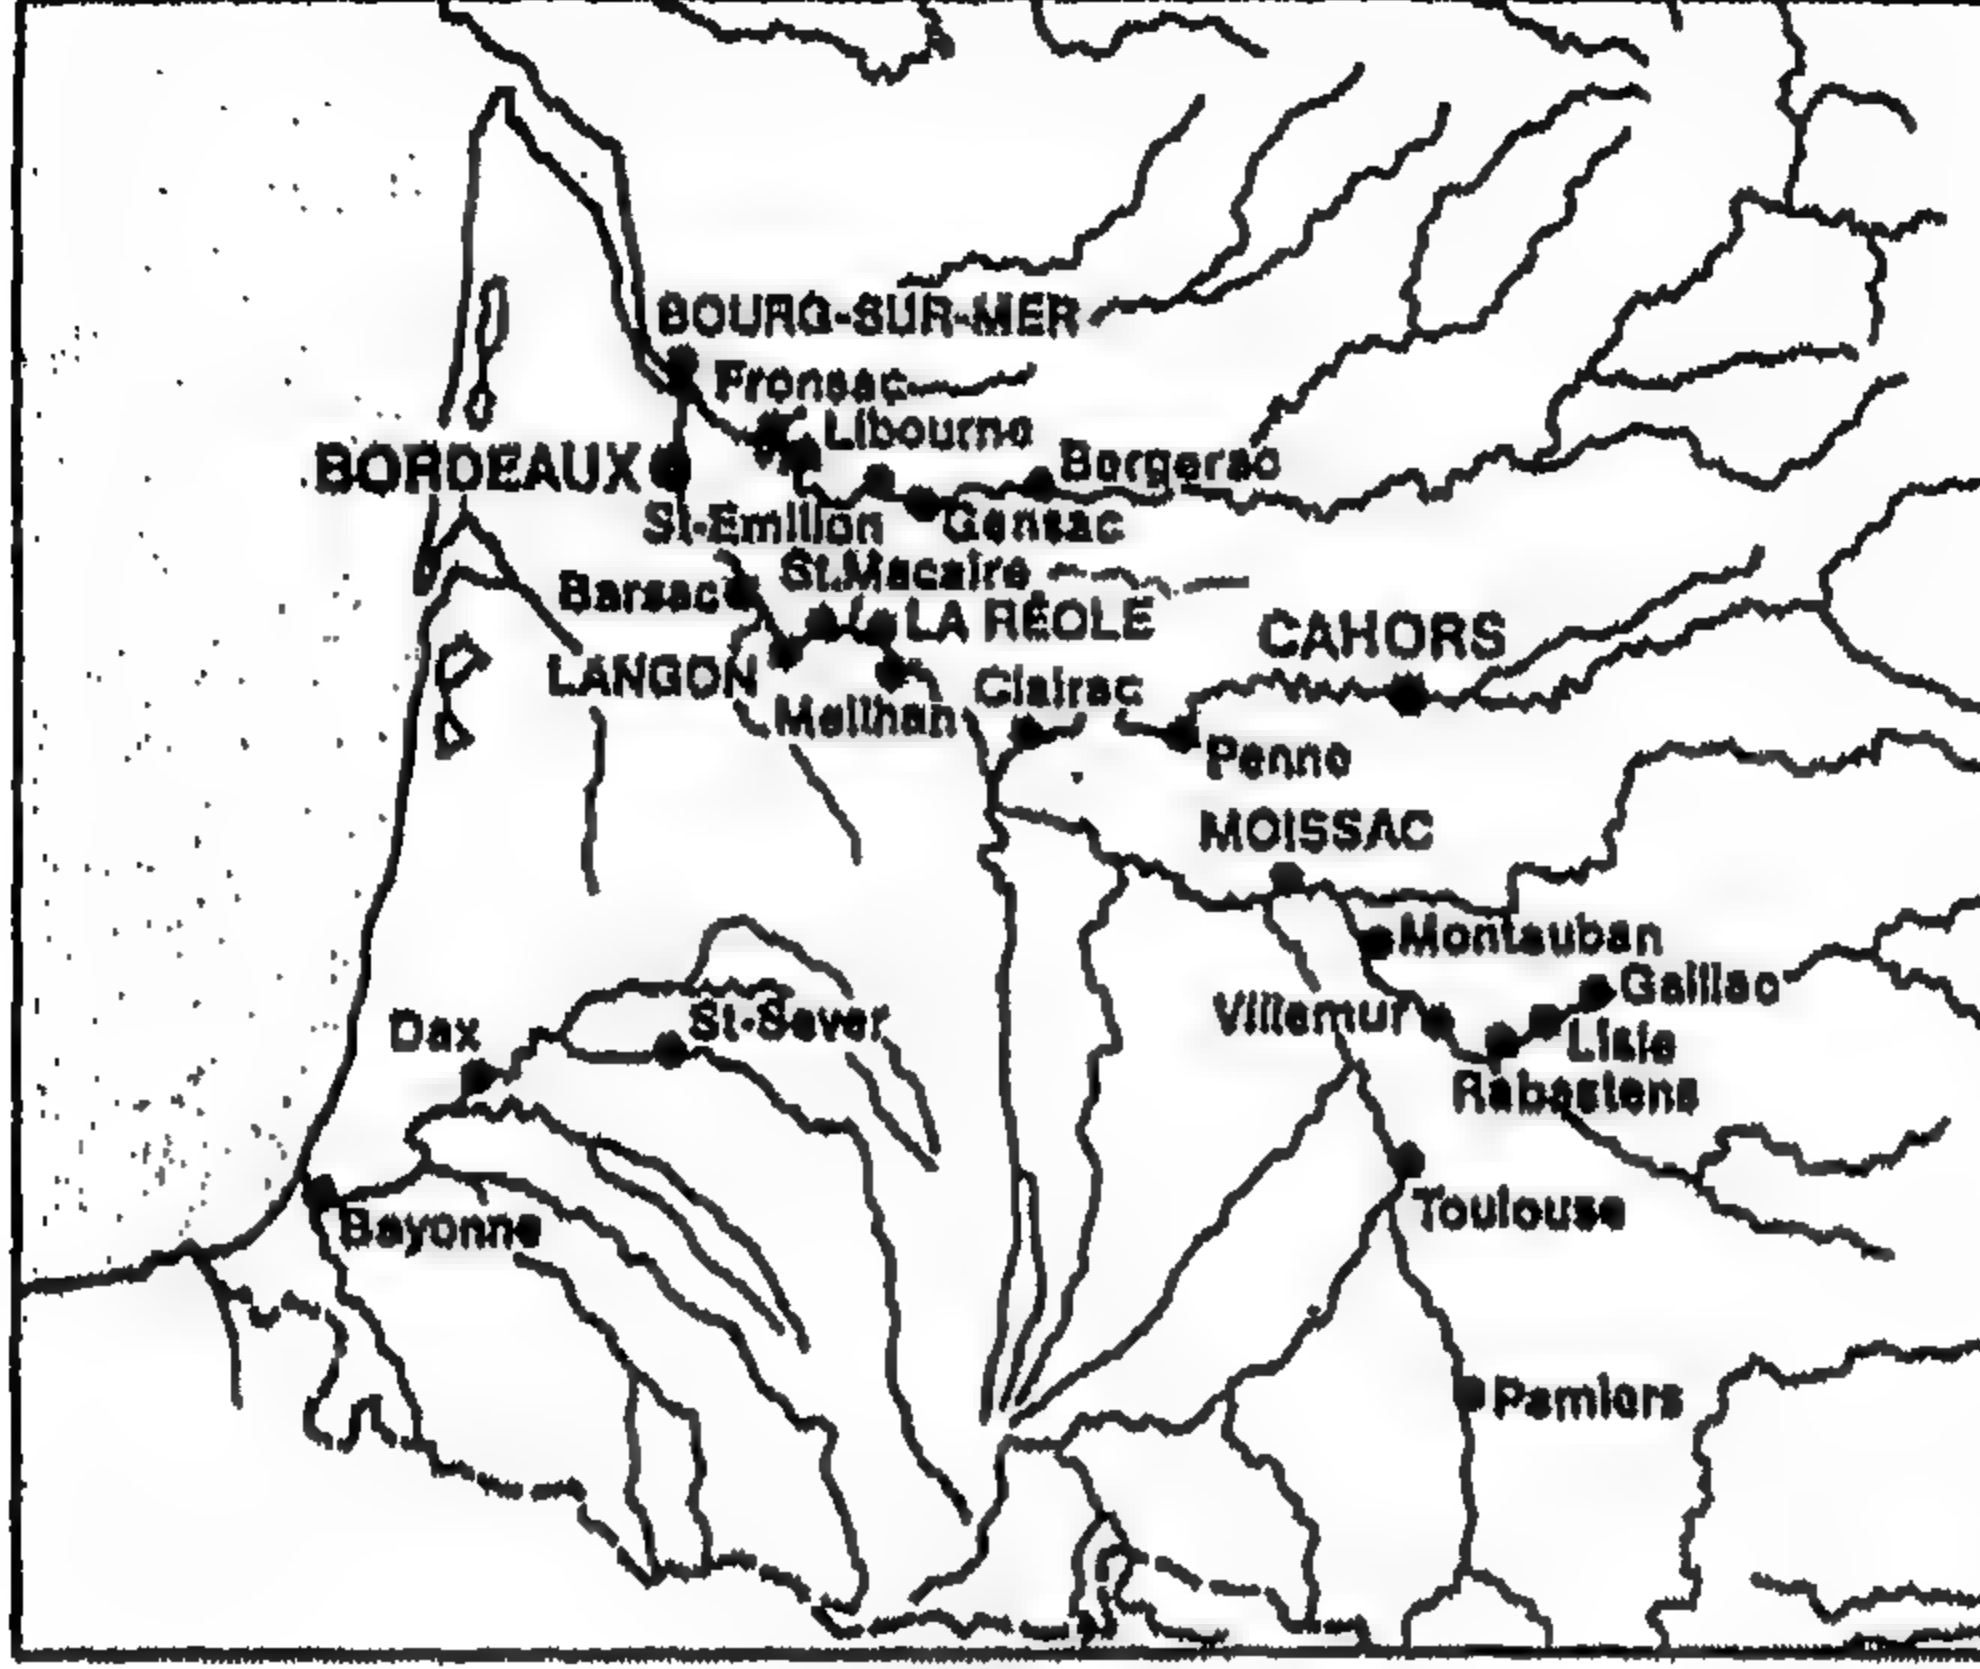 BOURG-SUR-MER
Fronsac
Libourne
BORDEAUX
Bergerac
St-Emilion
Gensac
St.Macaire
Barsac
LA RÉOLE
CAHORS
LANGON
Clairac
Meilhan
Penne
MOISSAC
Montauban
Gaillac
Villemur
St-Sever
Dax
Lisle
Rabastens
Toulouse
Bayonne
Pamiers